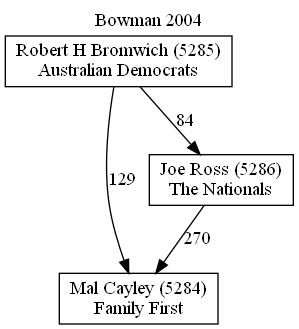 Bowman 2004
Robert H Bromwich (5285)
Australian Democrats
84
Joe Ross (5286)
The Nationals
129
270
Mal Cayley (5284)
Family First